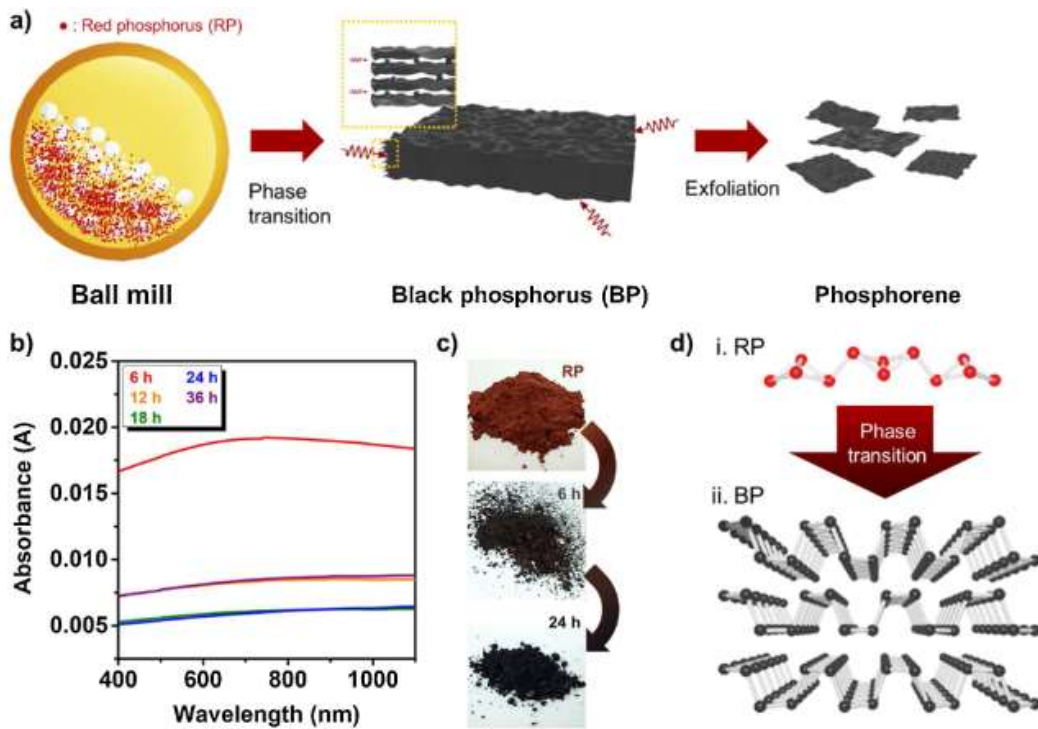 a)
• : Red phosphorus (RP)
Phase
transition
Exfoliation
Ball mill
Black phosphorus (BP)
Phosphorene
b)
0.025
0.020
0.015
0.010
0.005
Absorbance (A)
6 h
24 h
12 h
36 h
18 h
400
600
800
1000
Wavelength (nm)
c)
RP
6 h
24 h
d)
i. RP
Phase
transition
ii. BP